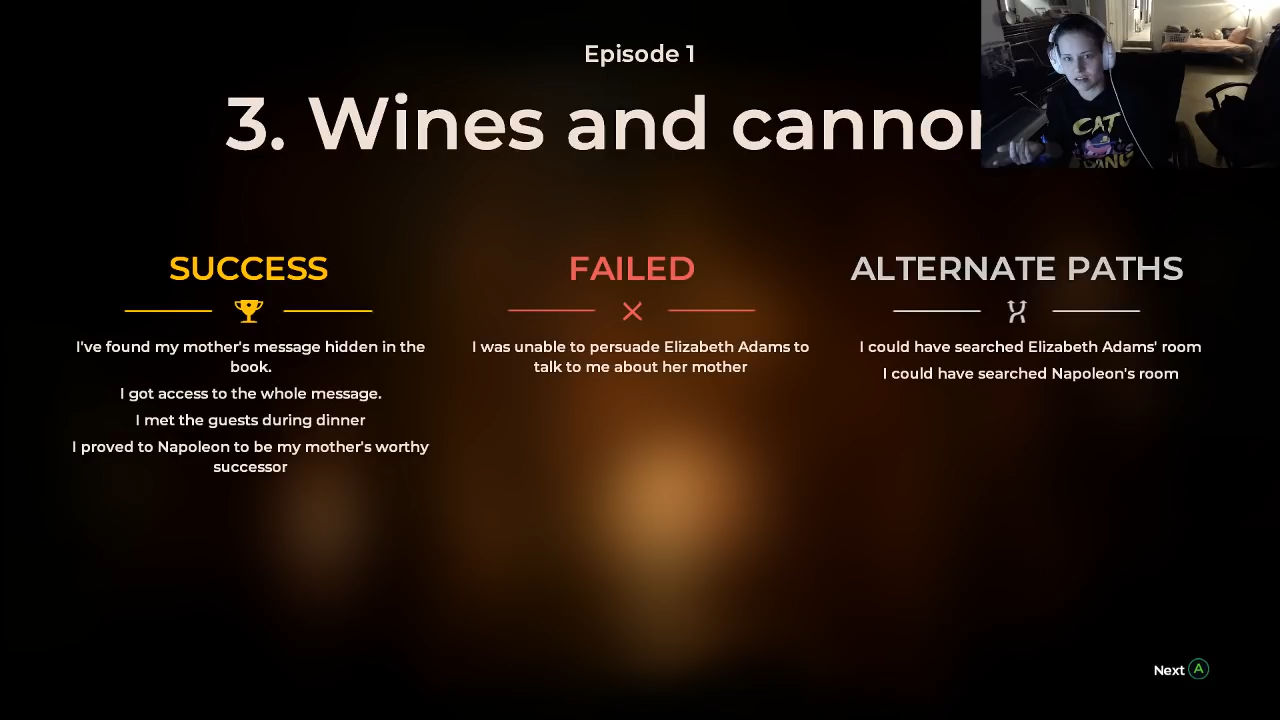 Episode 1
3. Wines and cannon
SUCCESS
I've found my mother's message hidden in the
book.
I got access to the whole message.
I met the guests during dinner
I proved to Napoleon to be my mother's worthy
successor
FAILED
I was unable to persuade Elizabeth Adams to
talk to me about her mother
ALTERNATE PATHS
I could have searched Elizabeth Adams' room
I could have searched Napoleon's room
Next A
CAT